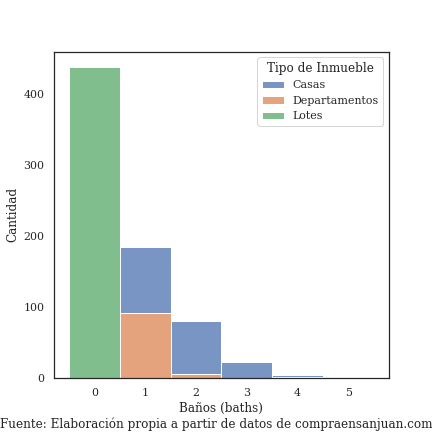 Tipo de Inmueble
Casas
Departamentos
Lotes
Cantidad
400
300
200
100
0
0 1 2 3 4 5
Baños (baths)
Fuente: Elaboración propia a partir de datos de compraensanjuan.com